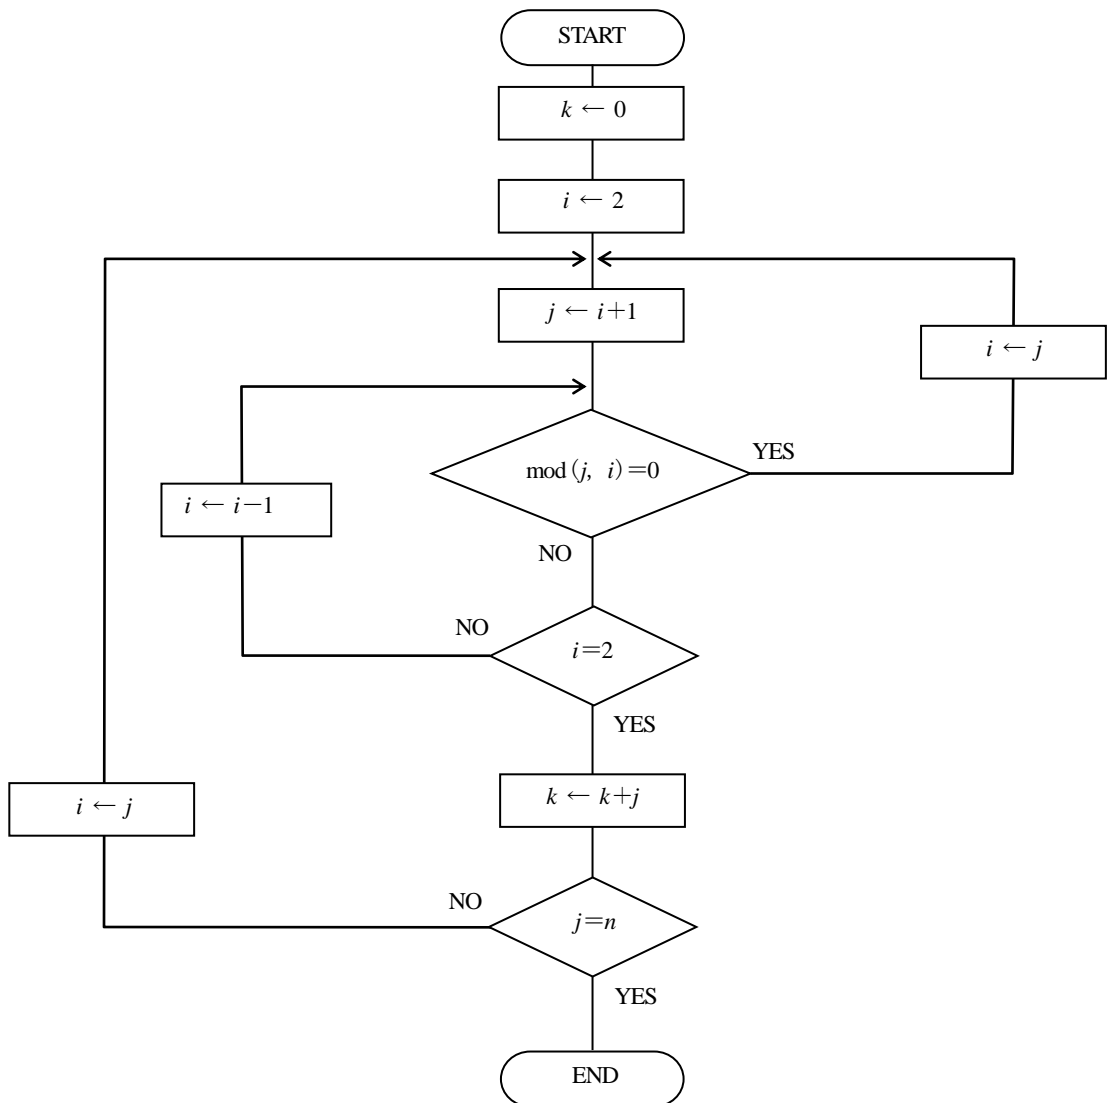 START
k ← 0
i ← 2
j ← i+1
i ← j
mod(j, i)=0
YES
i ← i−1
NO
NO
i=2
YES
k ← k+j
i ← j
NO
j=n
YES
END